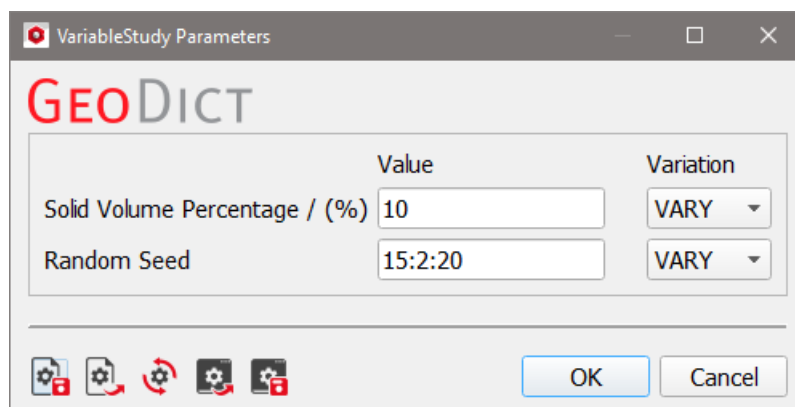 VariableStudy Parameters
GEODICT
Value Variation
Solid Volume Percentage / (%) 10 VARY
Random Seed 15:2:20 VARY
OK Cancel